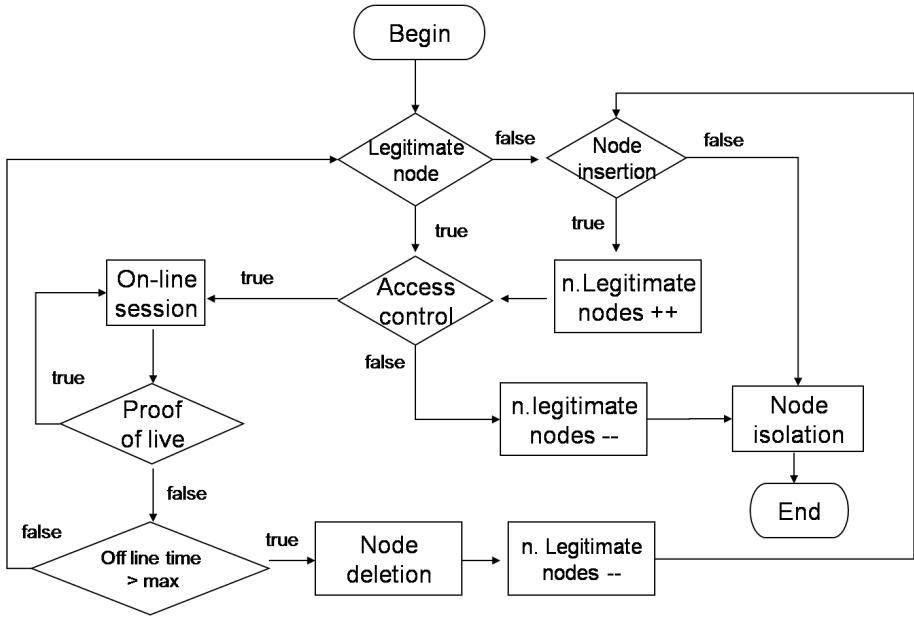 Begin
Legitimate
node
false
Node
insertion
false
true
true
On-line
session
true
Access
control
n.Legitimate
nodes ++
false
true
Proof
of live
n.legitimate
nodes --
Node
isolation
false
false
Off line time
> max
true
Node
deletion
n. Legitimate
nodes --
End